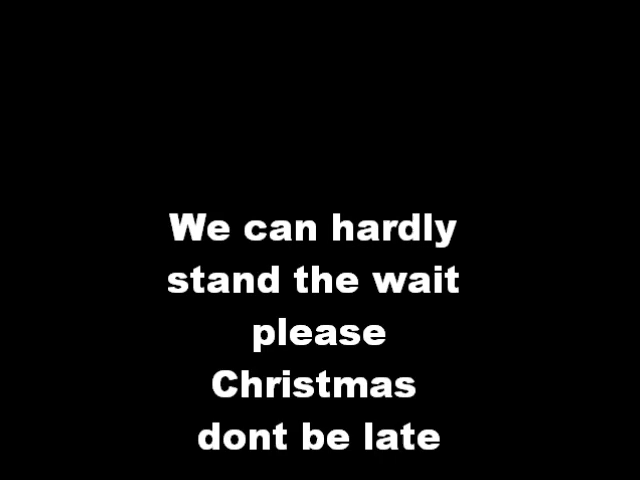 We can hardly
stand the wait
please
Christmas
dont be late